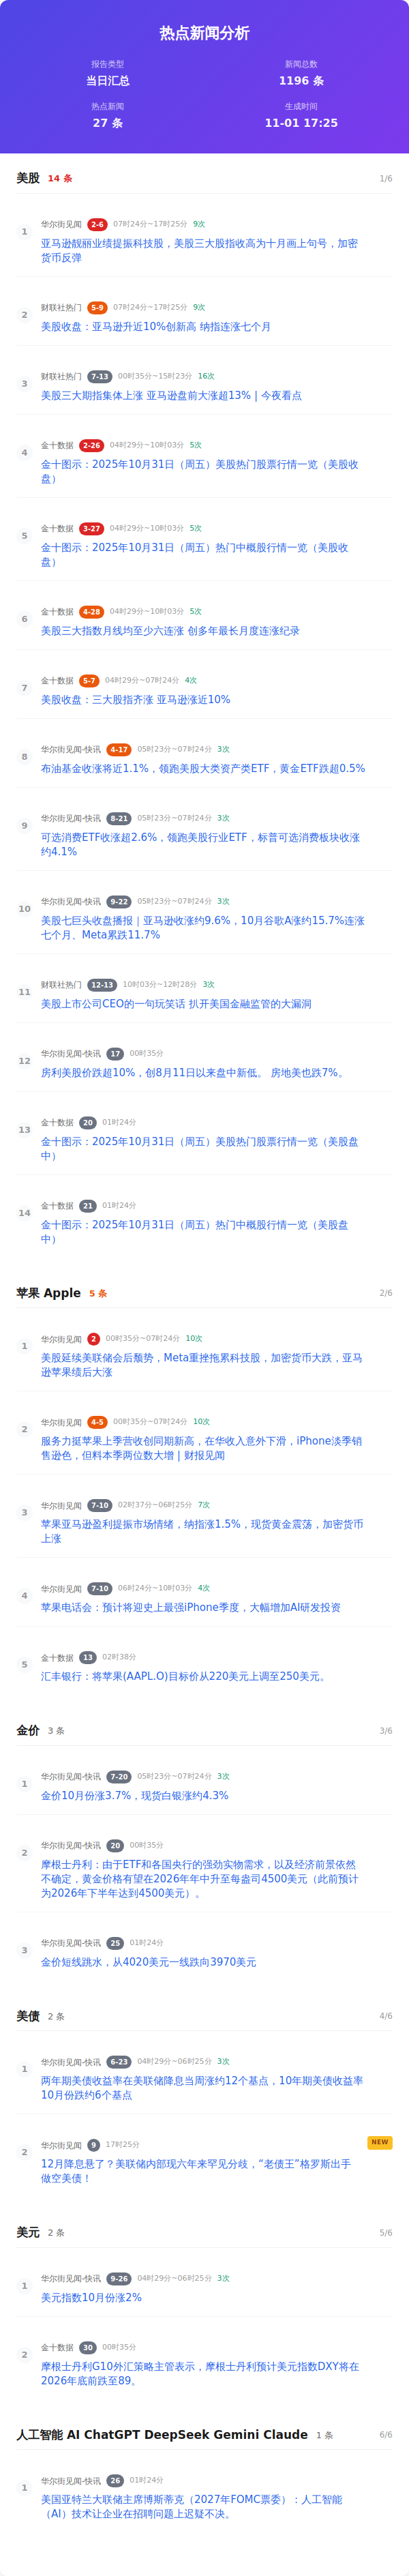 热点新闻分析
报告类型
当日汇总
新闻总数
1196 条
热点新闻
27 条
生成时间
11-01 17:25
美股 14 条 1/6
1 华尔街见闻 2-6 07时24分~17时25分 9次
亚马逊靓丽业绩提振科技股，美股三大股指收高为十月画上句号，加密
货币反弹
2 财联社热门 5-9 07时24分~17时25分 9次
美股收盘：亚马逊升近10%创新高 纳指连涨七个月
3 财联社热门 7-13 00时35分~15时23分 16次
美股三大期指集体上涨 亚马逊盘前大涨超13% | 今夜看点
4 金十数据 2-26 04时29分~10时03分 5次
金十图示：2025年10月31日（周五）美股热门股票行情一览（美股收
盘）
5 金十数据 3-27 04时29分~10时03分 5次
金十图示：2025年10月31日（周五）热门中概股行情一览（美股收
盘）
6 金十数据 4-28 04时29分~10时03分 5次
美股三大指数月线均至少六连涨 创多年最长月度连涨纪录
7 金十数据 5-7 04时29分~07时24分 4次
美股收盘：三大股指齐涨 亚马逊涨近10%
8 华尔街见闻-快讯 4-17 05时23分~07时24分 3次
布油基金收涨将近1.1%，领跑美股大类资产类ETF，黄金ETF跌超0.5%
9 华尔街见闻-快讯 8-21 05时23分~07时24分 3次
可选消费ETF收涨超2.6%，领跑美股行业ETF，标普可选消费板块收涨
约4.1%
10 华尔街见闻-快讯 9-22 05时23分~07时24分 3次
美股七巨头收盘播报｜亚马逊收涨约9.6%，10月谷歌A涨约15.7%连涨
七个月、Meta累跌11.7%
11 财联社热门 12-13 10时03分~12时28分 3次
美股上市公司CEO的一句玩笑话 扒开美国金融监管的大漏洞
12 华尔街见闻-快讯 17 00时35分
房利美股价跌超10%，创8月11日以来盘中新低。 房地美也跌7%。
13 金十数据 20 01时24分
金十图示：2025年10月31日（周五）美股热门股票行情一览（美股盘
中）
14 金十数据 21 01时24分
金十图示：2025年10月31日（周五）热门中概股行情一览（美股盘
中）
苹果 Apple 5 条 2/6
1 华尔街见闻 2 00时35分~07时24分 10次
美股延续美联储会后颓势，Meta重挫拖累科技股，加密货币大跌，亚马
逊苹果绩后大涨
2 华尔街见闻 4-5 00时35分~07时24分 10次
服务力挺苹果上季营收创同期新高，在华收入意外下滑，iPhone淡季销
售逊色，但料本季两位数大增 | 财报见闻
3 华尔街见闻 7-10 02时37分~06时25分 7次
苹果亚马逊盈利提振市场情绪，纳指涨1.5%，现货黄金震荡，加密货币
上涨
4 华尔街见闻 7-10 06时24分~10时03分 4次
苹果电话会：预计将迎史上最强iPhone季度，大幅增加AI研发投资
5 金十数据 13 02时38分
汇丰银行：将苹果(AAPL.O)目标价从220美元上调至250美元。
金价 3 条 3/6
1 华尔街见闻-快讯 7-20 05时23分~07时24分 3次
金价10月份涨3.7%，现货白银涨约4.3%
2 华尔街见闻-快讯 20 00时35分
摩根士丹利：由于ETF和各国央行的强劲实物需求，以及经济前景依然
不确定，黄金价格有望在2026年年中升至每盎司4500美元（此前预计
为2026年下半年达到4500美元）。
3 华尔街见闻-快讯 25 01时24分
金价短线跳水，从4020美元一线跌向3970美元
美债 2 条 4/6
1 华尔街见闻-快讯 6-23 04时29分~06时25分 3次
两年期美债收益率在美联储降息当周涨约12个基点，10年期美债收益率
10月份跌约6个基点
2 华尔街见闻 9 17时25分 NEW
12月降息悬了？美联储内部现六年来罕见分歧，“老债王”格罗斯出手
做空美债！
美元 2 条 5/6
1 华尔街见闻-快讯 9-26 04时29分~06时25分 3次
美元指数10月份涨2%
2 金十数据 30 00时35分
摩根士丹利G10外汇策略主管表示，摩根士丹利预计美元指数DXY将在
2026年底前跌至89。
人工智能 AI ChatGPT DeepSeek Gemini Claude 1 条 6/6
1 华尔街见闻-快讯 26 01时24分
美国亚特兰大联储主席博斯蒂克（2027年FOMC票委）：人工智能
（AI）技术让企业在招聘问题上迟疑不决。